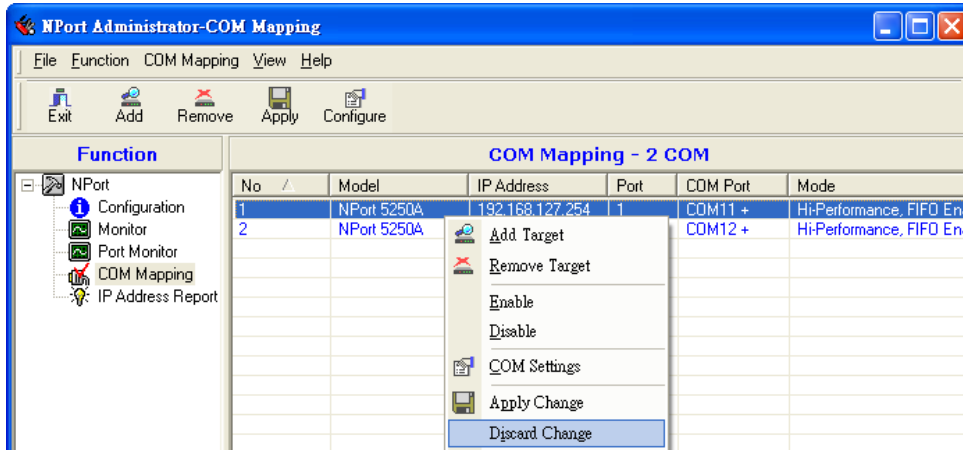 NPort Administrator-COM Mapping
File Function COM Mapping View Help
Exit Add Remove Apply Configure
Function
COM Mapping - 2 COM
NPort
Configuration
Monitor
Port Monitor
COM Mapping
IP Address Report
No Model IP Address Port COM Port Mode
1 NPort 5250A 192.168.127.254 1 COM11 + Hi-Performance, FIFO Ena
2 NPort 5250A COM12 + Hi-Performance, FIFO Ena
Add Target
Remove Target
Enable
Disable
COM Settings
Apply Change
Discard Change